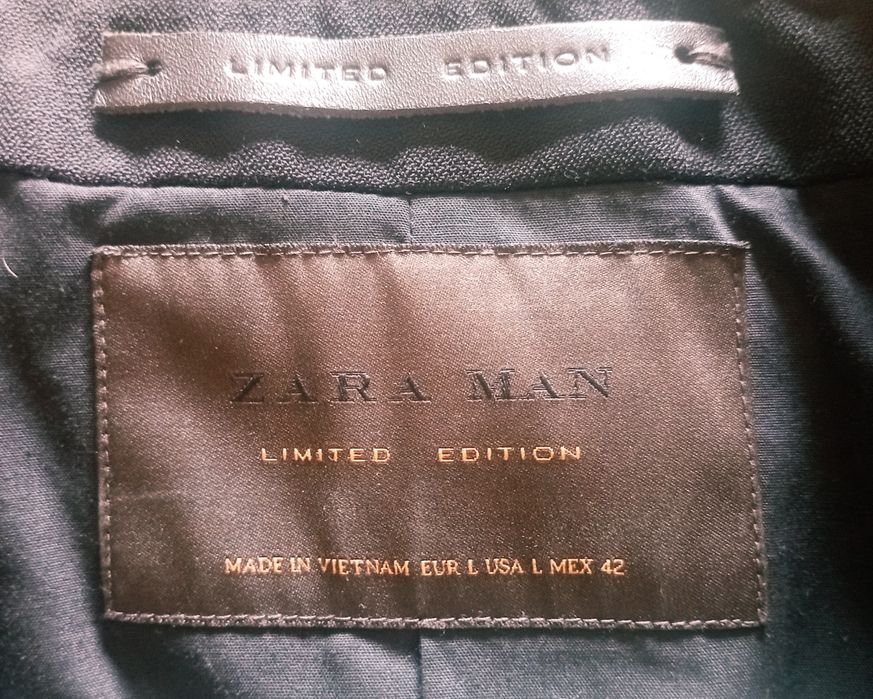 LIMITED EDITION
ZARA MAN
LIMITED EDITION
MADE IN VIETNAM EUR L USA L MEX 42